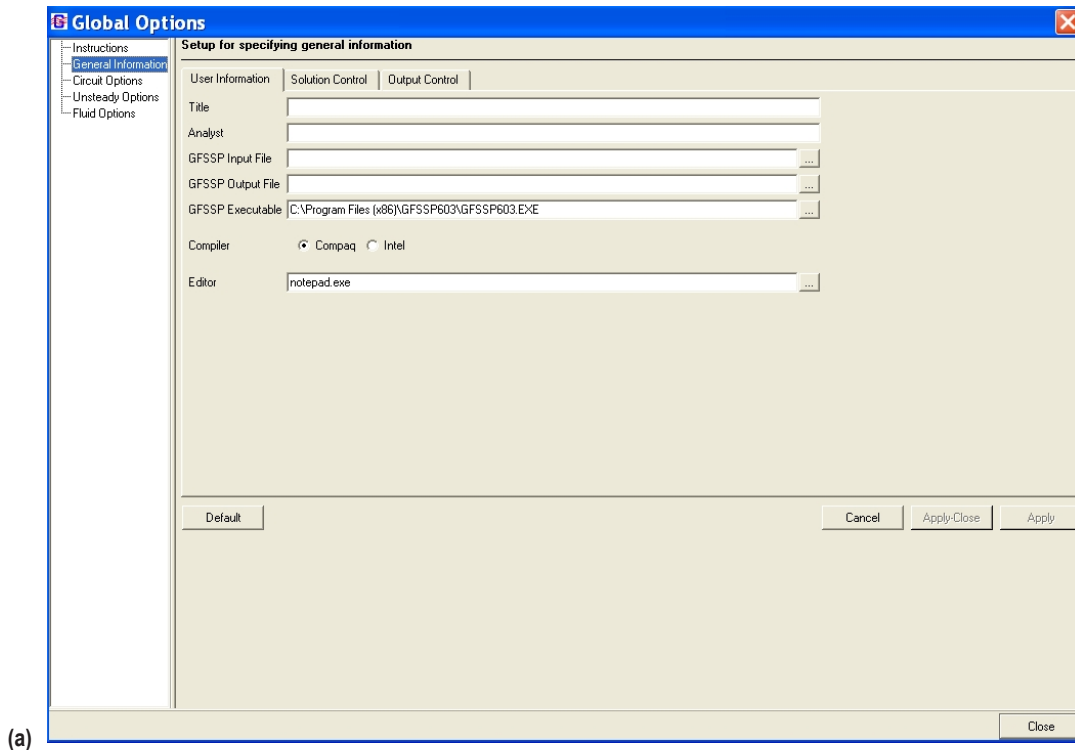 Global Options
Instructions
General Information
Circuit Options
Unsteady Options
Fluid Options
Setup for specifying general information
User Information Solution Control Output Control
Title
Analyst
GFSSP Input File ...
GFSSP Output File ...
GFSSP Executable C:\Program Files (x86)\GFSSP603\GFSSP603.EXE ...
Compiler Compaq Intel
Editor notepad.exe ...
Default Cancel Apply-Close Apply
Close
(a)